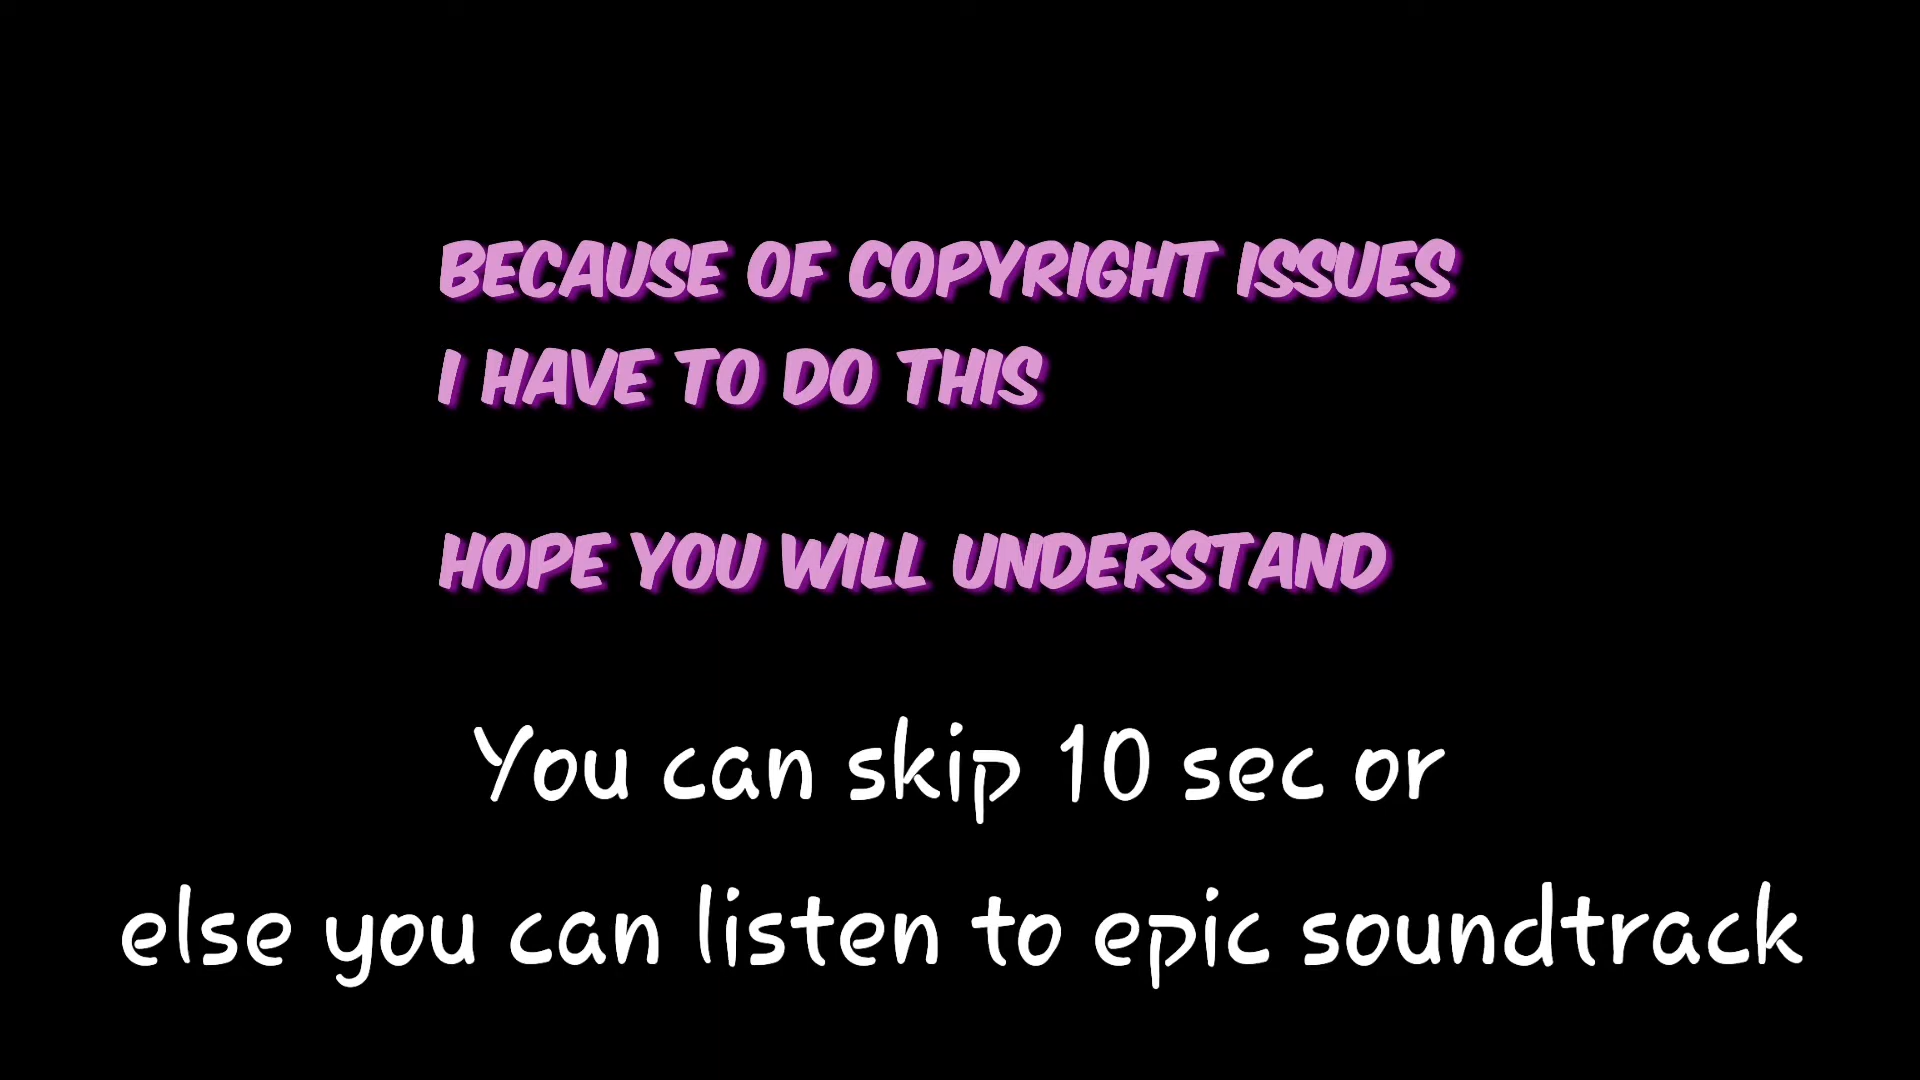 BECAUSE OF COPYRIGHT ISSUES
I HAVE TO DO THIS
HOPE YOU WILL UNDERSTAND
You can skip 10 sec or
else you can listen to epic soundtrack